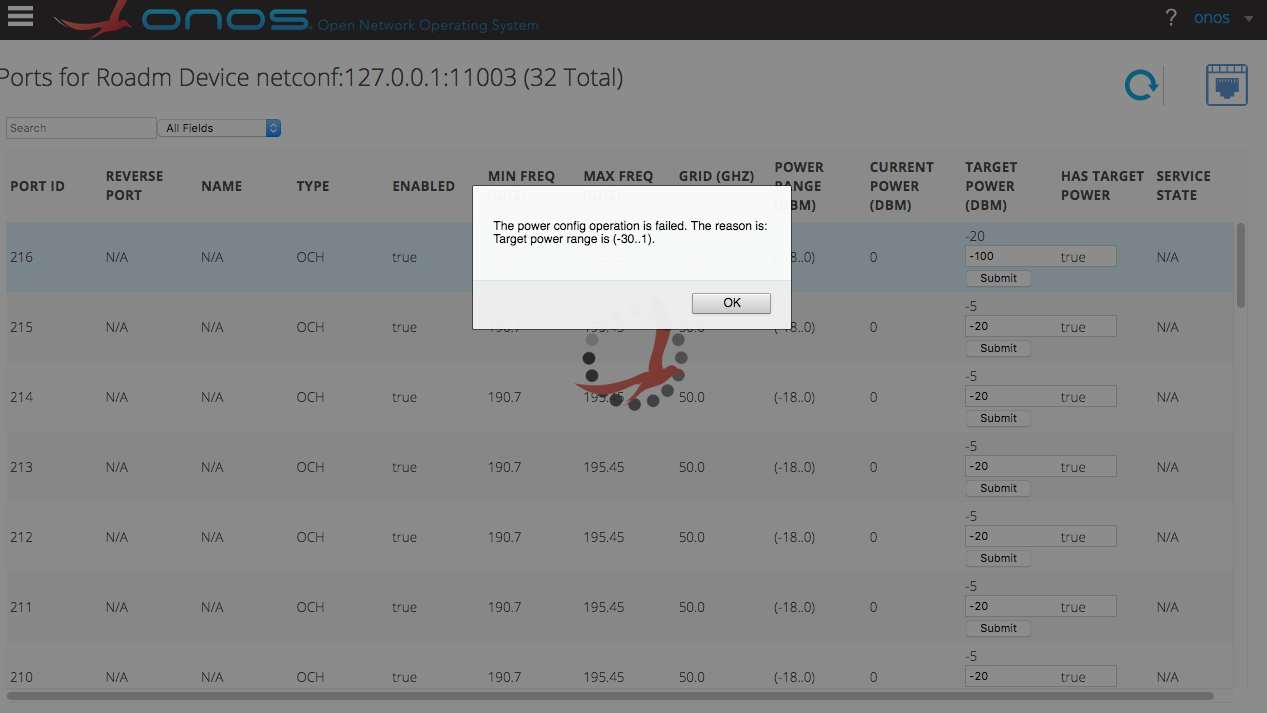 onos Open Network Operating System ? onos
Ports for Roadm Device netconf:127.0.0.1:11003 (32 Total)
Search All Fields
PORT ID REVERSE PORT NAME TYPE ENABLED MIN FREQ (GHZ) MAX FREQ (GHZ) GRID (GHZ) POWER RANGE (DBM) CURRENT POWER (DBM) TARGET POWER (DBM) HAS TARGET POWER SERVICE STATE
The power config operation is failed. The reason is:
Target power range is (-30..1).
OK
-20
216 N/A N/A OCH true 190.7 195.45 50.0 0 -100 true N/A
Submit
-5
215 N/A N/A OCH true 190.7 195.45 50.0 (-18..0) 0 -20 true N/A
Submit
-5
214 N/A N/A OCH true 190.7 195.45 50.0 (-18..0) 0 -20 true N/A
Submit
-5
213 N/A N/A OCH true 190.7 195.45 50.0 (-18..0) 0 -20 true N/A
Submit
-5
212 N/A N/A OCH true 190.7 195.45 50.0 (-18..0) 0 -20 true N/A
Submit
-5
211 N/A N/A OCH true 190.7 195.45 50.0 (-18..0) 0 -20 true N/A
Submit
-5
210 N/A N/A OCH true 190.7 195.45 50.0 (-18..0) 0 -20 true N/A